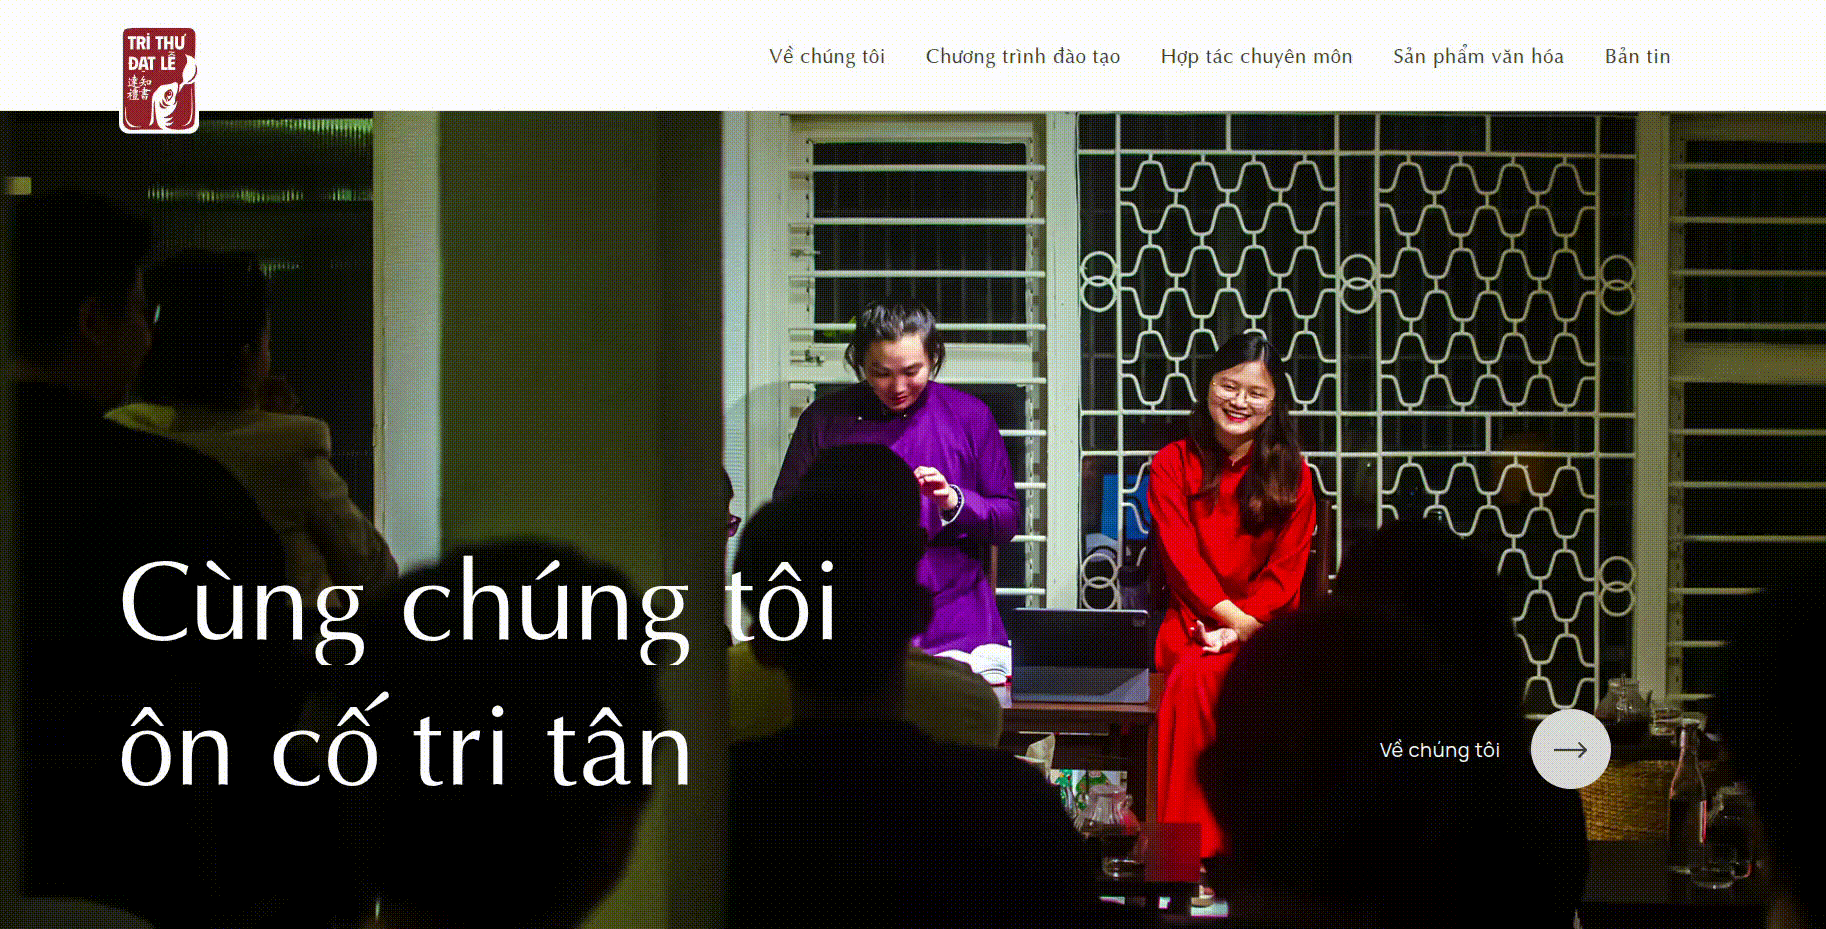 TRI THƯ
ĐẠT LỄ
達知
禮書
Về chúng tôi
Chương trình đào tạo
Hợp tác chuyên môn
Sản phẩm văn hóa
Bản tin
Cùng chúng tôi
ôn cố tri tân
Về chúng tôi